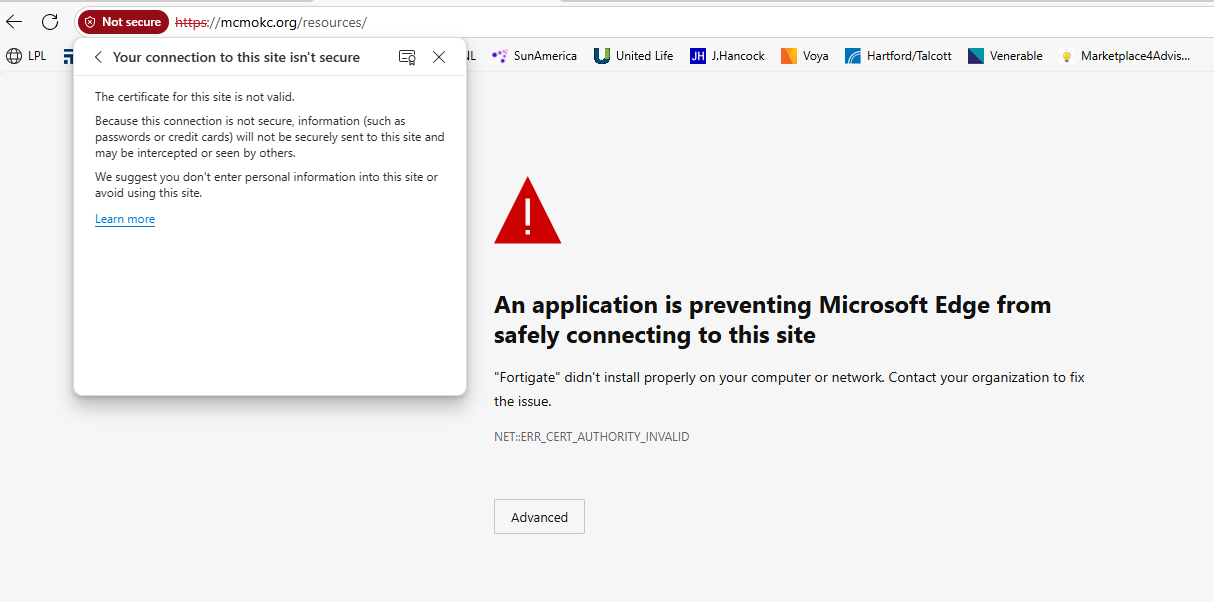 Not secure https://mcmokc.org/resources/
LPL NL SunAmerica United Life JH J.Hancock Voya Hartford/Talcott Venerable Marketplace4Advis...
Your connection to this site isn't secure
The certificate for this site is not valid.
Because this connection is not secure, information (such as
passwords or credit cards) will not be securely sent to this site and
may be intercepted or seen by others.
We suggest you don't enter personal information into this site or
avoid using this site.
Learn more
An application is preventing Microsoft Edge from
safely connecting to this site
"Fortigate" didn't install properly on your computer or network. Contact your organization to fix
the issue.
NET::ERR_CERT_AUTHORITY_INVALID
Advanced